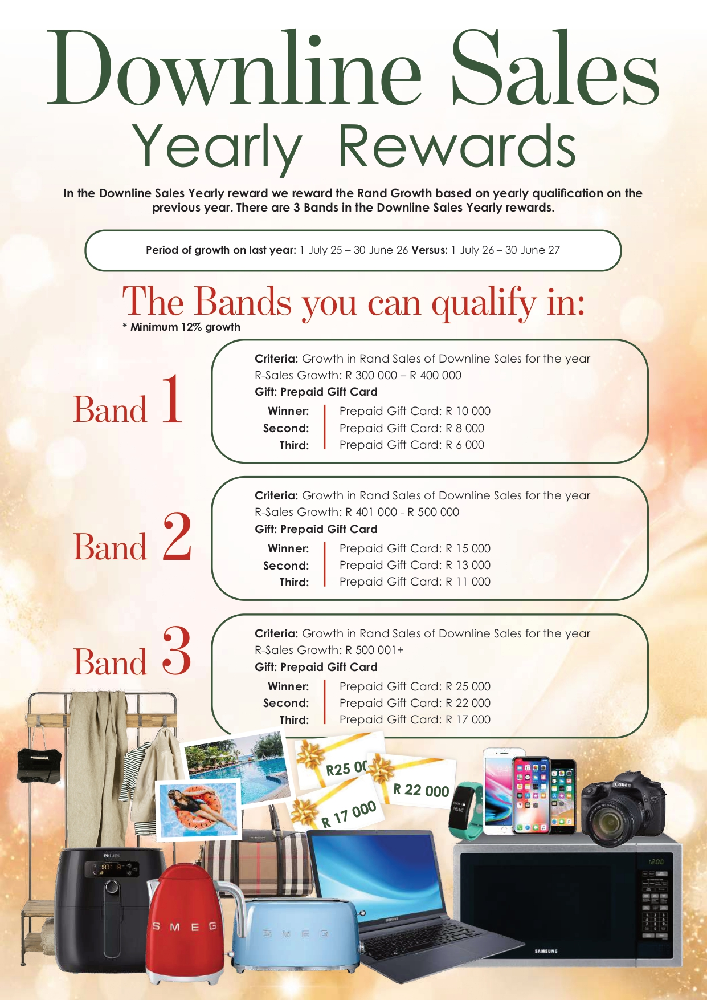 Downline Sales
Yearly Rewards
In the Downline Sales Yearly reward we reward the Rand Growth based on yearly qualification on the
previous year. There are 3 Bands in the Downline Sales Yearly rewards.
Period of growth on last year: 1 July 25 – 30 June 26 Versus: 1 July 26 – 30 June 27
The Bands you can qualify in:
* Minimum 12% growth
Band 1
Criteria: Growth in Rand Sales of Downline Sales for the year
R-Sales Growth: R 300 000 – R 400 000
Gift: Prepaid Gift Card
Winner: Prepaid Gift Card: R 10 000
Second: Prepaid Gift Card: R 8 000
Third: Prepaid Gift Card: R 6 000
Band 2
Criteria: Growth in Rand Sales of Downline Sales for the year
R-Sales Growth: R 401 000 - R 500 000
Gift: Prepaid Gift Card
Winner: Prepaid Gift Card: R 15 000
Second: Prepaid Gift Card: R 13 000
Third: Prepaid Gift Card: R 11 000
Band 3
Criteria: Growth in Rand Sales of Downline Sales for the year
R-Sales Growth: R 500 001+
Gift: Prepaid Gift Card
Winner: Prepaid Gift Card: R 25 000
Second: Prepaid Gift Card: R 22 000
Third: Prepaid Gift Card: R 17 000
R25 00
R 22 000
R 17 000
Canon
PHILIPS
12:00
SMEG
SMEG
SAMSUNG
SAMSUNG